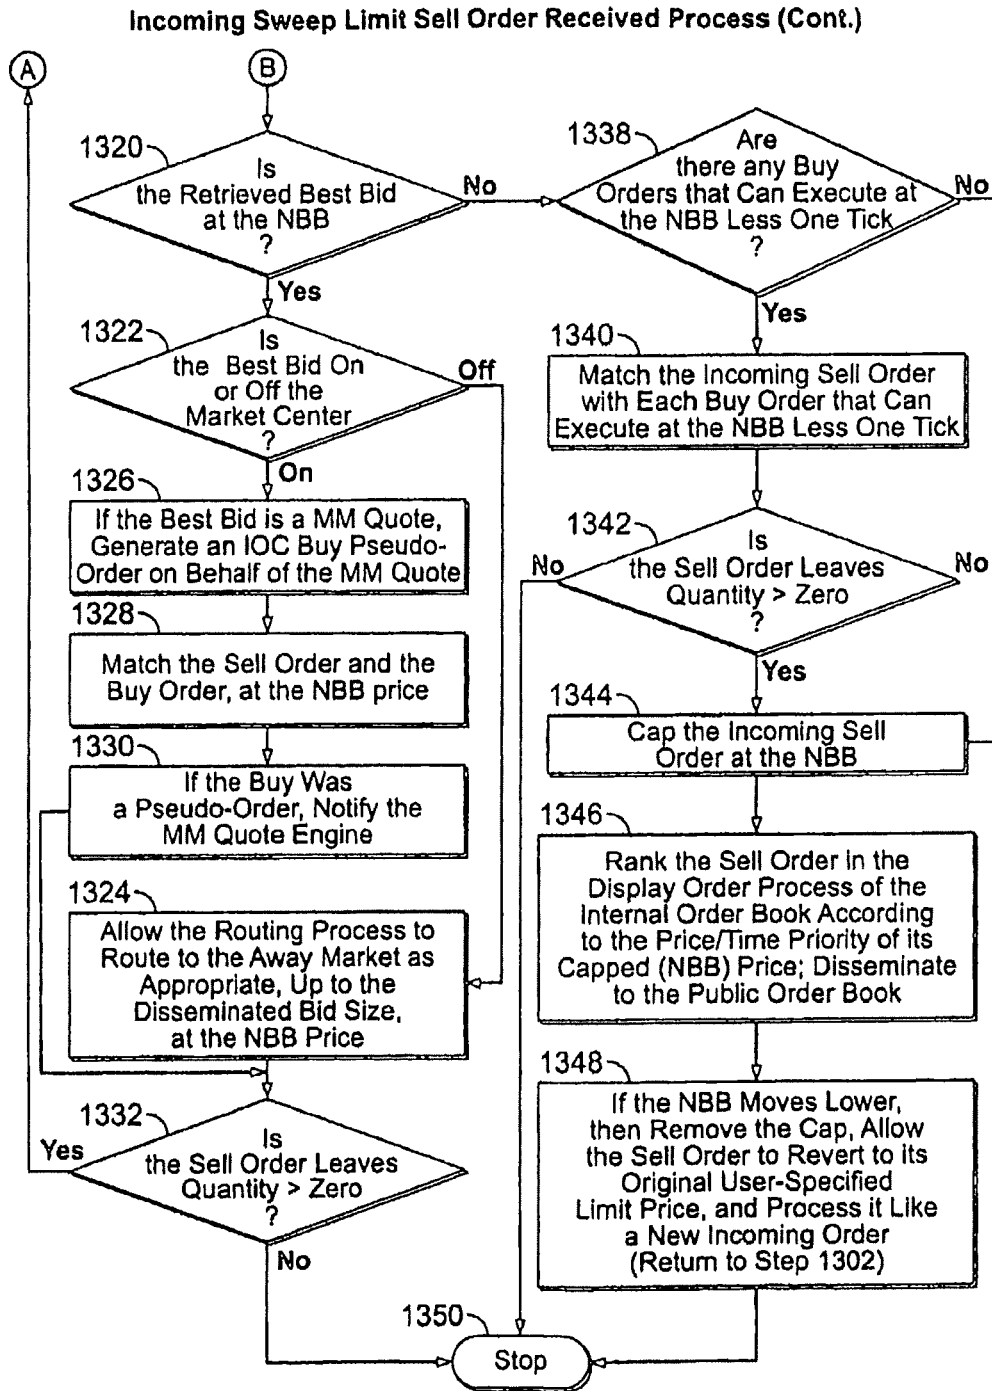 Incoming Sweep Limit Sell Order Received Process (Cont.)
A
B
1320
Is
the Retrieved Best Bid
at the NBB
?
No
Yes
1322
Is
the Best Bid On
or Off the
Market Center
?
Off
On
1326
If the Best Bid is a MM Quote,
Generate an IOC Buy Pseudo-
Order on Behalf of the MM Quote
1328
Match the Sell Order and the
Buy Order, at the NBB price
1330
If the Buy Was
a Pseudo-Order, Notify the
MM Quote Engine
1324
Allow the Routing Process to
Route to the Away Market as
Appropriate, Up to the
Disseminated Bid Size,
at the NBB Price
1332
Yes
Is
the Sell Order Leaves
Quantity > Zero
?
No
1338
Are
there any Buy
Orders that Can Execute at
the NBB Less One Tick
?
No
Yes
1340
Match the Incoming Sell Order
with Each Buy Order that Can
Execute at the NBB Less One Tick
1342
No
Is
the Sell Order Leaves
Quantity > Zero
?
No
Yes
1344
Cap the Incoming Sell
Order at the NBB
1346
Rank the Sell Order in the
Display Order Process of the
Internal Order Book According
to the Price/Time Priority of its
Capped (NBB) Price; Disseminate
to the Public Order Book
1348
If the NBB Moves Lower,
then Remove the Cap, Allow
the Sell Order to Revert to its
Original User-Specified
Limit Price, and Process it Like
a New Incoming Order
(Return to Step 1302)
1350
Stop